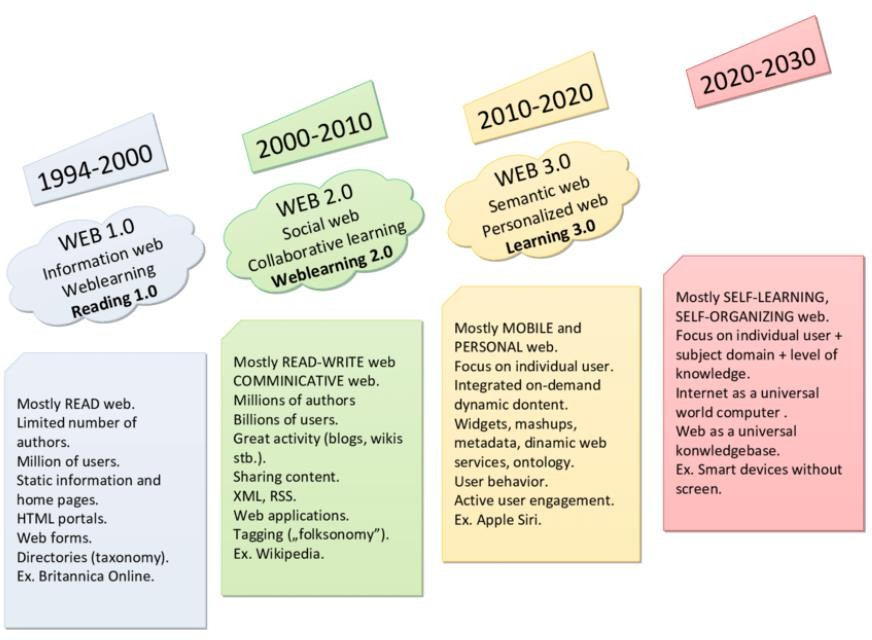 1994-2000
WEB 1.0
Information web
Weblearning
Reading 1.0
Mostly READ web.
Limited number of
authors.
Million of users.
Static information and
home pages.
HTML portals.
Web forms.
Directories (taxonomy).
Ex. Britannica Online.
2000-2010
WEB 2.0
Social web
Collaborative learning
Weblearning 2.0
Mostly READ-WRITE web
COMMINICATIVE web.
Millions of authors
Billions of users.
Great activity (blogs, wikis
stb.).
Sharing content.
XML, RSS.
Web applications.
Tagging („folksonomy”).
Ex. Wikipedia.
2010-2020
WEB 3.0
Semantic web
Personalized web
Learning 3.0
Mostly MOBILE and
PERSONAL web.
Focus on individual user.
Integrated on-demand
dynamic dontent.
Widgets, mashups,
metadata, dinamic web
services, ontology.
User behavior.
Active user engagement.
Ex. Apple Siri.
2020-2030
Mostly SELF-LEARNING,
SELF-ORGANIZING web.
Focus on individual user +
subject domain + level of
knowledge.
Internet as a universal
world computer .
Web as a universal
konwledgebase.
Ex. Smart devices without
screen.